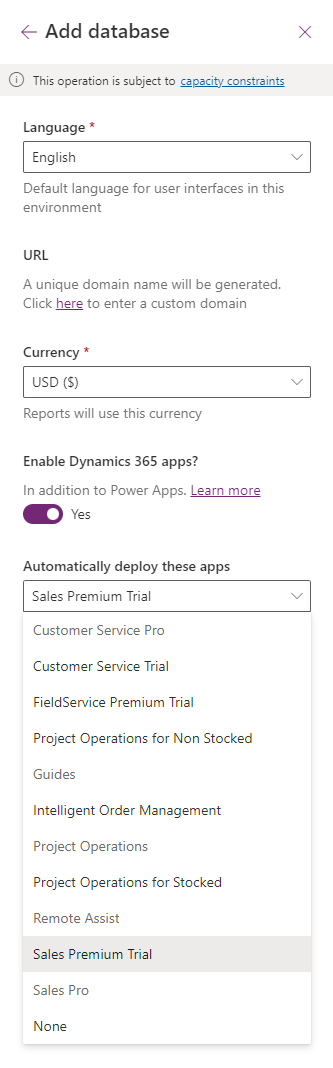 Add database
This operation is subject to capacity constraints
Language *
English
Default language for user interfaces in this
environment
URL
A unique domain name will be generated.
Click here to enter a custom domain
Currency *
USD ($)
Reports will use this currency
Enable Dynamics 365 apps?
In addition to Power Apps. Learn more
Yes
Automatically deploy these apps
Sales Premium Trial
Customer Service Pro
Customer Service Trial
FieldService Premium Trial
Project Operations for Non Stocked
Guides
Intelligent Order Management
Project Operations
Project Operations for Stocked
Remote Assist
Sales Premium Trial
Sales Pro
None